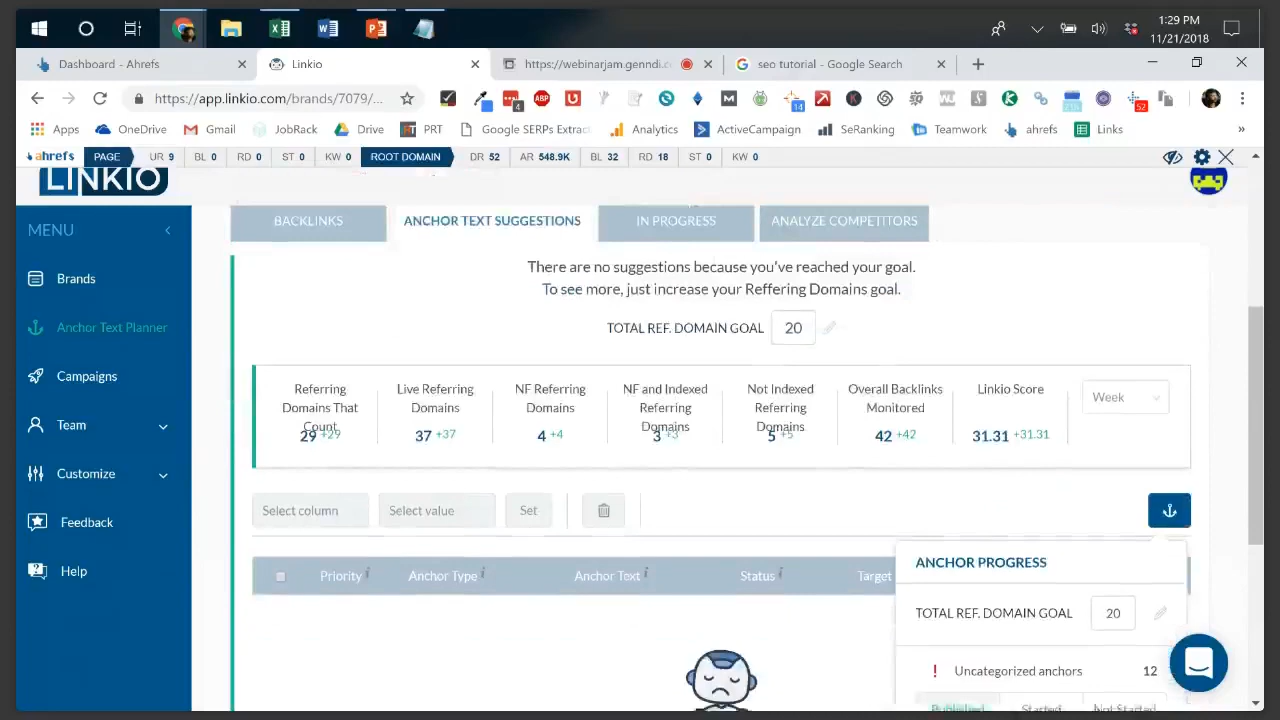 1:29 PM
11/21/2018
Dashboard - Ahrefs
Linkio
https://webinarjam.genndi.c
seo tutorial - Google Search
https://app.linkio.com/brands/7079/...
Apps
OneDrive
Gmail
JobRack
Drive
PRT
Google SERPs Extract
Analytics
ActiveCampaign
SeRanking
Teamwork
ahrefs
Links
»
ahrefs PAGE UR 9 BL 0 RD 0 ST 0 KW 0 ROOT DOMAIN DR 52 AR 548.9K BL 32 RD 18 ST 0 KW 0
LINKIO
MENU
Brands
Anchor Text Planner
Campaigns
Team
Customize
Feedback
Help
BACKLINKS
ANCHOR TEXT SUGGESTIONS
IN PROGRESS
ANALYZE COMPETITORS
There are no suggestions because you've reached your goal.
To see more, just increase your Reffering Domains goal.
TOTAL REF. DOMAIN GOAL 20
Referring Domains That Count
29 +29
Live Referring Domains
37 +37
NF Referring Domains
4 +4
NF and Indexed Referring Domains
3 +3
Not Indexed Referring Domains
5 +5
Overall Backlinks Monitored
42 +42
Linkio Score
31.31 +31.31
Week
Select column
Select value
Set
Priority
Anchor Type
Anchor Text
Status
Target
ANCHOR PROGRESS
TOTAL REF. DOMAIN GOAL 20
! Uncategorized anchors 12
Published
Started
Not Started